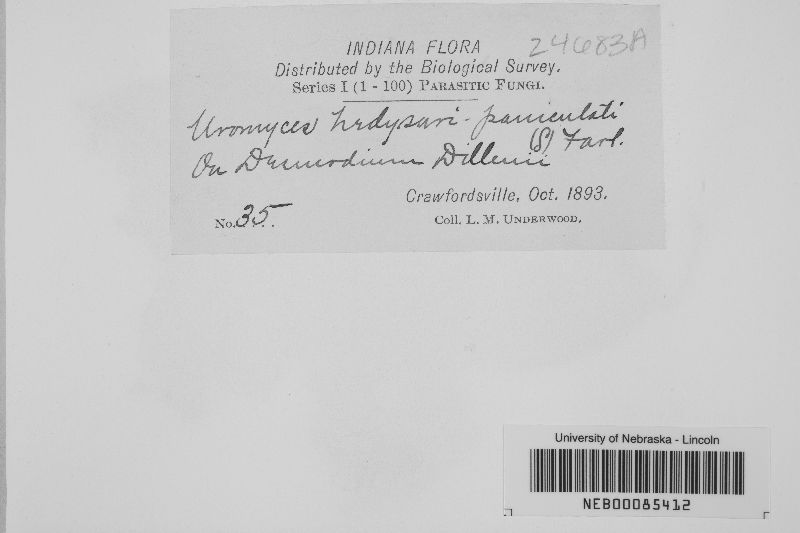 INDIANA FLORA 24683A
Distributed by the Biological Survey.
Series I (1 - 100) PARASITIC FUNGI.
Uromyces hedysari-paniculati
(S) Farl.
On Desmodium Dillenii
Crawfordsville, Oct. 1893.
No. 35. Coll. L. M. UNDERWOOD.
University of Nebraska - Lincoln
NEB00085412